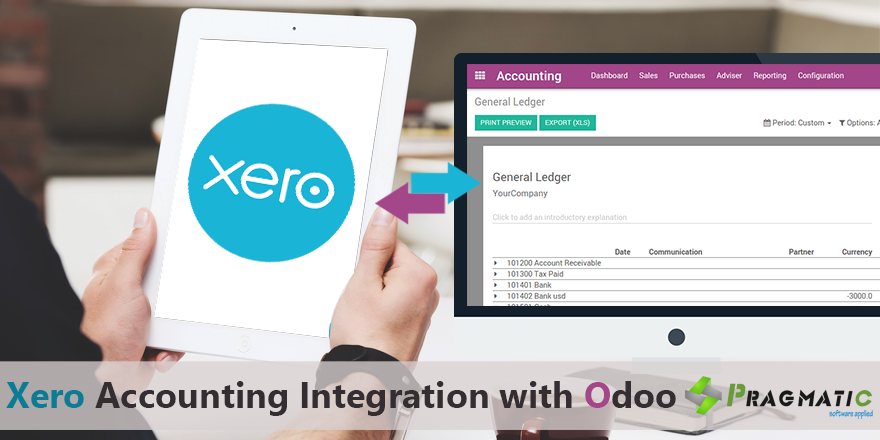 xero
Accounting Dashboard Sales Purchases Adviser Reporting Configuration
General Ledger
PRINT PREVIEW EXPORT (XLS) Period: Custom Options: A
General Ledger
YourCompany
Click to add an introductory explanation
Date Communication Partner Currency
101200 Account Receivable
101300 Tax Paid
101401 Bank
101402 Bank usd -3000.0
Xero Accounting Integration with Odoo PRAGMATIC
software applied